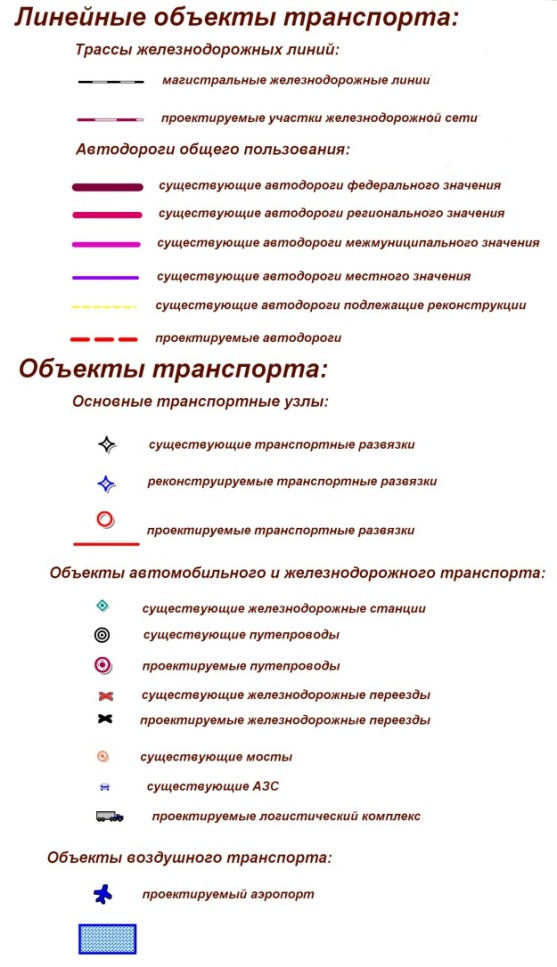 Линейные объекты транспорта:
Трассы железнодорожных линий:
магистральные железнодорожные линии
проектируемые участки железнодорожной сети
Автодороги общего пользования:
существующие автодороги федерального значения
существующие автодороги регионального значения
существующие автодороги межмуниципального значения
существующие автодороги местного значения
существующие автодороги подлежащие реконструкции
проектируемые автодороги
Объекты транспорта:
Основные транспортные узлы:
существующие транспортные развязки
реконструируемые транспортные развязки
проектируемые транспортные развязки
Объекты автомобильного и железнодорожного транспорта:
существующие железнодорожные станции
существующие путепроводы
проектируемые путепроводы
существующие железнодорожные переезды
проектируемые железнодорожные переезды
существующие мосты
существующие АЗС
проектируемые логистический комплекс
Объекты воздушного транспорта:
проектируемый аэропорт